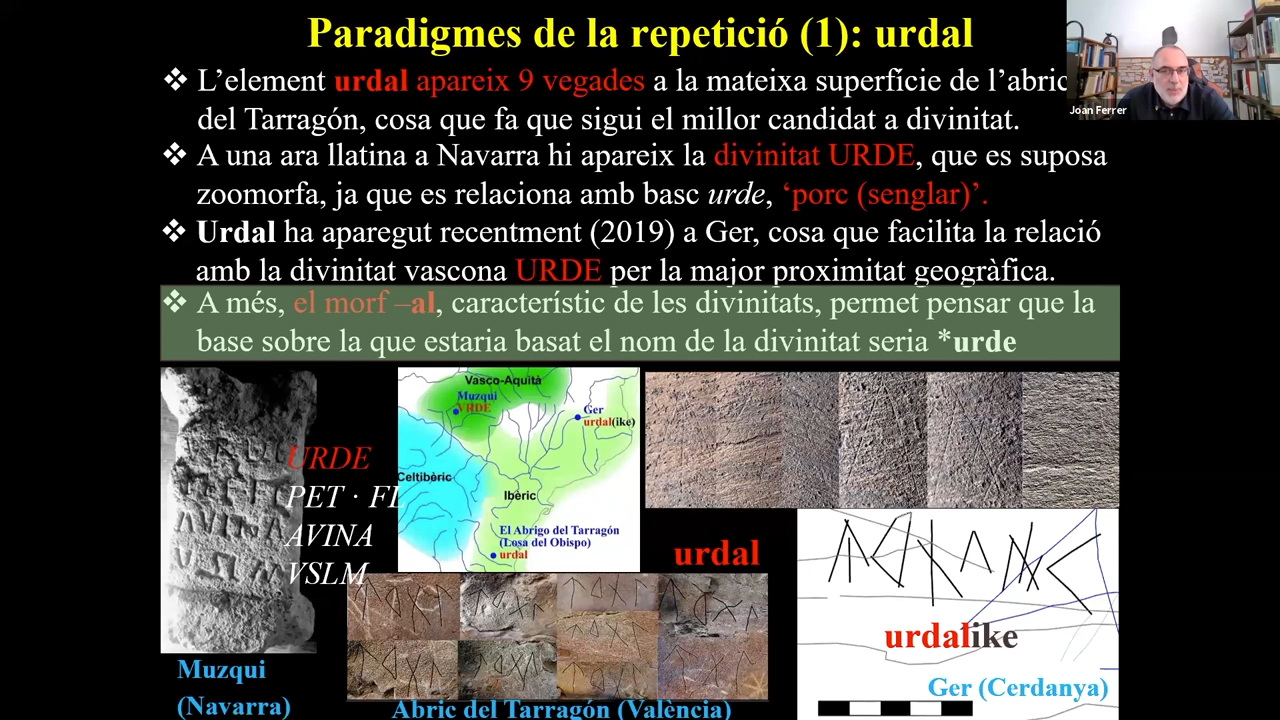 Paradigmes de la repetició (1): urdal
❖ L’element urdal apareix 9 vegades a la mateixa superfície de l’abric
del Tarragón, cosa que fa que sigui el millor candidat a divinitat.
Joan Ferrer
❖ A una ara llatina a Navarra hi apareix la divinitat URDE, que es suposa
zoomorfa, ja que es relaciona amb basc urde, ‘porc (senglar)’.
❖ Urdal ha aparegut recentment (2019) a Ger, cosa que facilita la relació
amb la divinitat vascona URDE per la major proximitat geogràfica.
❖ A més, el morf –al, característic de les divinitats, permet pensar que la
base sobre la que estaria basat el nom de la divinitat seria *urde
URDE
PET · FL
AVINA
VSLM
Muzqui
(Navarra)
Vasco-Aquità
Muzqui
VRDE
Ger
urdal(ike)
Celtibèric
Ibèric
El Abrigo del Tarragón
(Losa del Obispo)
urdal
urdal
Abric del Tarragón (València)
urdalike
Ger (Cerdanya)